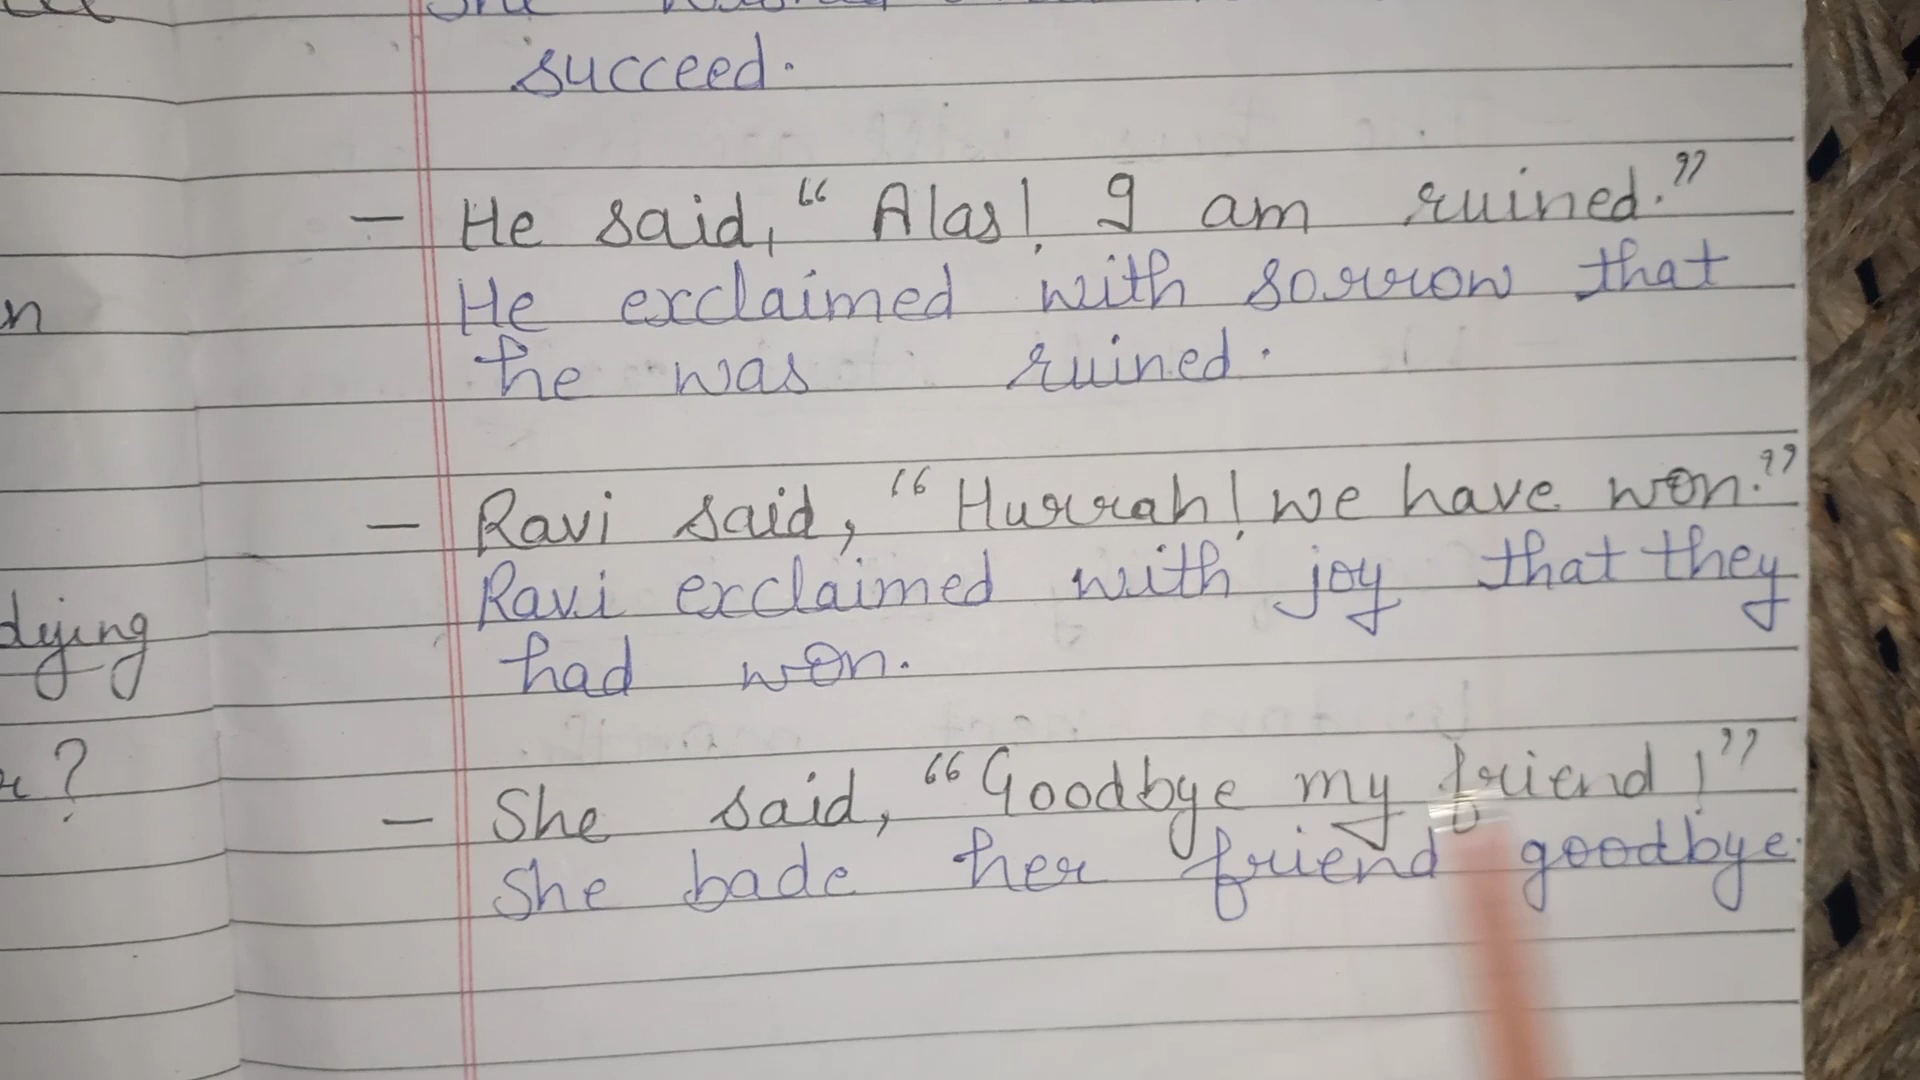 succeed.
n
- He said, "Alas! I am ruined."
He exclaimed with sorrow that
he was ruined.
- Ravi said, "Hurrah! we have won."
Ravi exclaimed with joy that they
had won.
dying
?
- She said, "Goodbye my friend!"
She bade her friend goodbye.